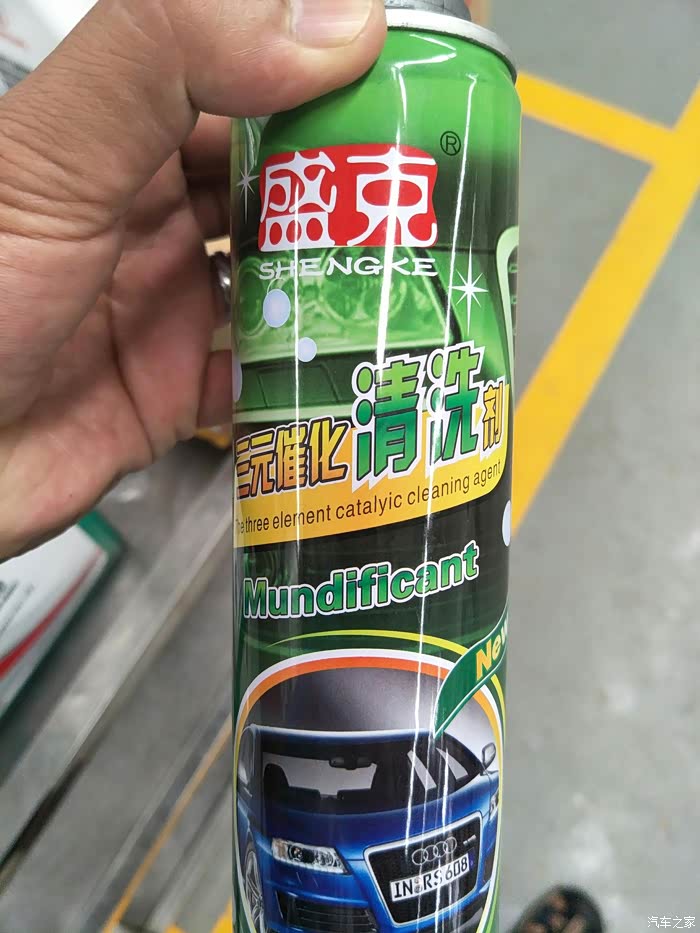 盛克®
SHENGKE
三元催化清洗剂
The three element catalyic cleaning agent
Mundificant
New
IN·RS 608
汽车之家